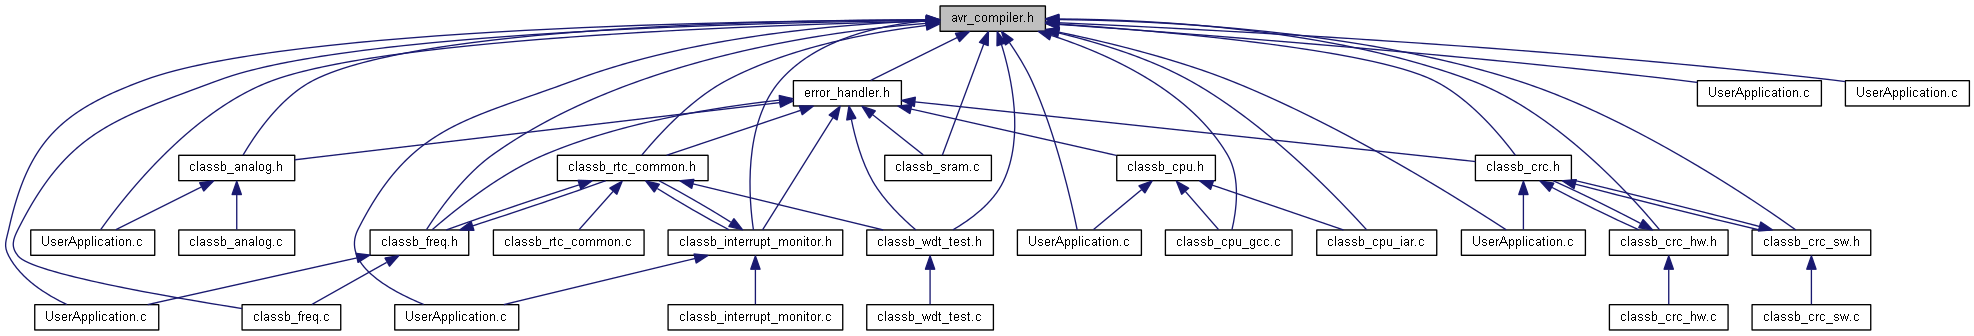 avr_compiler.h
error_handler.h
UserApplication.c
UserApplication.c
classb_analog.h
classb_rtc_common.h
classb_sram.c
classb_cpu.h
classb_crc.h
UserApplication.c
classb_analog.c
classb_freq.h
classb_rtc_common.c
classb_interrupt_monitor.h
classb_wdt_test.h
UserApplication.c
classb_cpu_gcc.c
classb_cpu_iar.c
UserApplication.c
classb_crc_hw.h
classb_crc_sw.h
UserApplication.c
classb_freq.c
UserApplication.c
classb_interrupt_monitor.c
classb_wdt_test.c
classb_crc_hw.c
classb_crc_sw.c